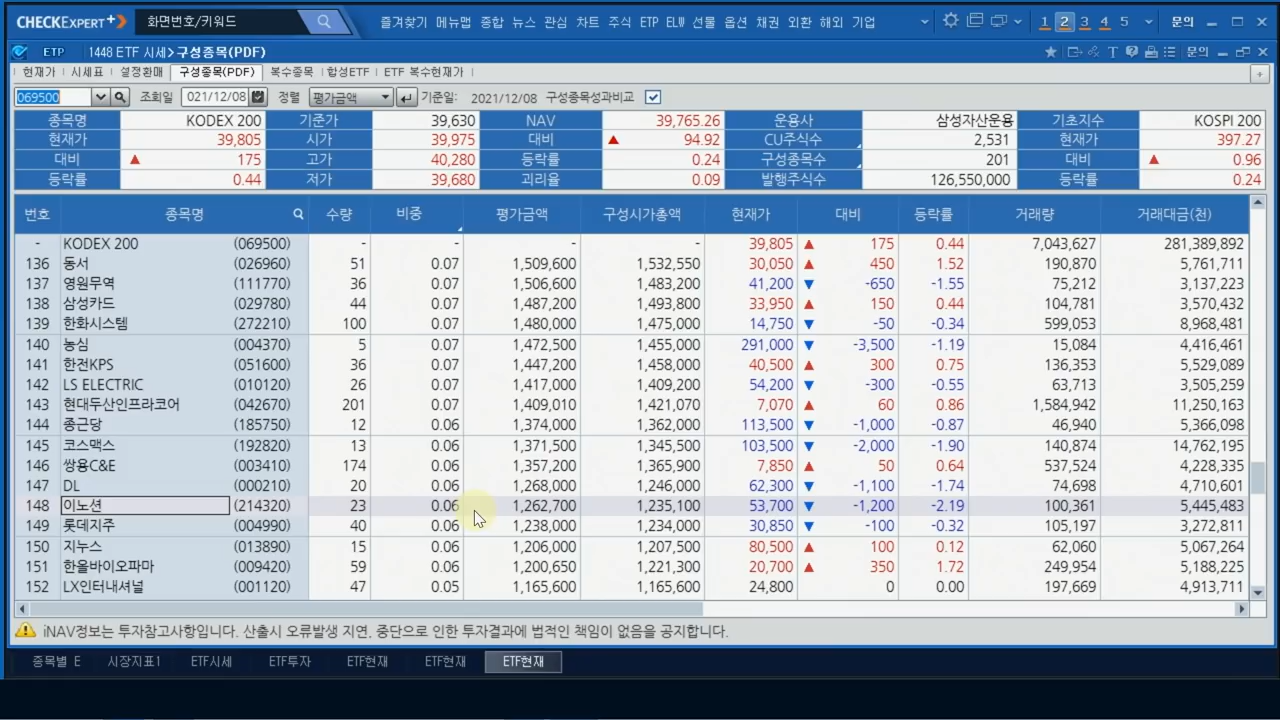 CHECKEXPERT+ 화면번호/키워드 즐겨찾기 메뉴맵 종합 뉴스 관심 차트 주식 ETP ELW 선물 옵션 채권 외환 해외 기업 1 2 3 4 5 문의
ETP 1448 ETF 시세>구성종목(PDF) 문의
현재가 시세표 설정환매 구성종목(PDF) 복수종목 합성ETF ETF 복수현재가
069500 조회일 021/12/08 정렬 평가금액 기준일: 2021/12/08 구성종목성과비교
종목명 KODEX 200 기준가 39,630 NAV 39,765.26 운용사 삼성자산운용 기초지수 KOSPI 200
현재가 39,805 시가 39,975 대비 ▲ 94.92 CU주식수 2,531 현재가 397.27
대비 ▲ 175 고가 40,280 등락률 0.24 구성종목수 201 대비 ▲ 0.96
등락률 0.44 저가 39,680 괴리율 0.09 발행주식수 126,550,000 등락률 0.24
번호 종목명 수량 비중 평가금액 구성시가총액 현재가 대비 등락률 거래량 거래대금(천)
- KODEX 200 (069500) - - - - 39,805 ▲ 175 0.44 7,043,627 281,389,892
136 동서 (026960) 51 0.07 1,509,600 1,532,550 30,050 ▲ 450 1.52 190,870 5,761,711
137 영원무역 (111770) 36 0.07 1,506,600 1,483,200 41,200 ▼ -650 -1.55 75,212 3,137,223
138 삼성카드 (029780) 44 0.07 1,487,200 1,493,800 33,950 ▲ 150 0.44 104,781 3,570,432
139 한화시스템 (272210) 100 0.07 1,480,000 1,475,000 14,750 ▼ -50 -0.34 599,053 8,968,481
140 농심 (004370) 5 0.07 1,472,500 1,455,000 291,000 ▼ -3,500 -1.19 15,084 4,416,461
141 한전KPS (051600) 36 0.07 1,447,200 1,458,000 40,500 ▲ 300 0.75 136,353 5,529,089
142 LS ELECTRIC (010120) 26 0.07 1,417,000 1,409,200 54,200 ▼ -300 -0.55 63,713 3,505,259
143 현대두산인프라코어 (042670) 201 0.07 1,409,010 1,421,070 7,070 ▲ 60 0.86 1,584,942 11,250,163
144 종근당 (185750) 12 0.06 1,374,000 1,362,000 113,500 ▼ -1,000 -0.87 46,940 5,366,098
145 코스맥스 (192820) 13 0.06 1,371,500 1,345,500 103,500 ▼ -2,000 -1.90 140,874 14,762,195
146 쌍용C&E (003410) 174 0.06 1,357,200 1,365,900 7,850 ▲ 50 0.64 537,524 4,228,335
147 DL (000210) 20 0.06 1,268,000 1,246,000 62,300 ▼ -1,100 -1.74 74,698 4,710,601
148 이노션 (214320) 23 0.06 1,262,700 1,235,100 53,700 ▼ -1,200 -2.19 100,361 5,445,483
149 롯데지주 (004990) 40 0.06 1,238,000 1,234,000 30,850 ▼ -100 -0.32 105,197 3,272,811
150 지누스 (013890) 15 0.06 1,206,000 1,207,500 80,500 ▲ 100 0.12 62,060 5,067,264
151 한올바이오파마 (009420) 59 0.06 1,200,650 1,221,300 20,700 ▲ 350 1.72 249,954 5,188,225
152 LX인터내셔널 (001120) 47 0.05 1,165,600 1,165,600 24,800 0 0.00 197,669 4,913,711
iNAV정보는 투자참고사항입니다. 산출시 오류발생 지연, 중단으로 인한 투자결과에 법적인 책임이 없음을 공지합니다.
종목별 E 시장지표1 ETF시세 ETF투자 ETF현재 ETF현재 ETF현재